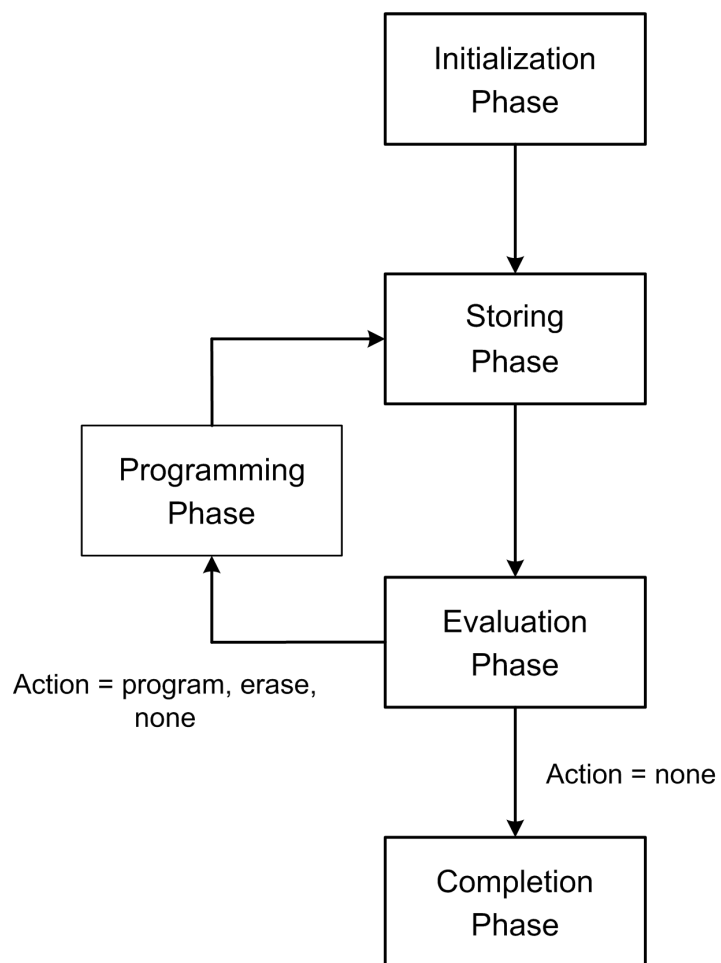 Initialization
Phase
Storing
Phase
Programming
Phase
Evaluation
Phase
Action = program, erase,
none
Action = none
Completion
Phase